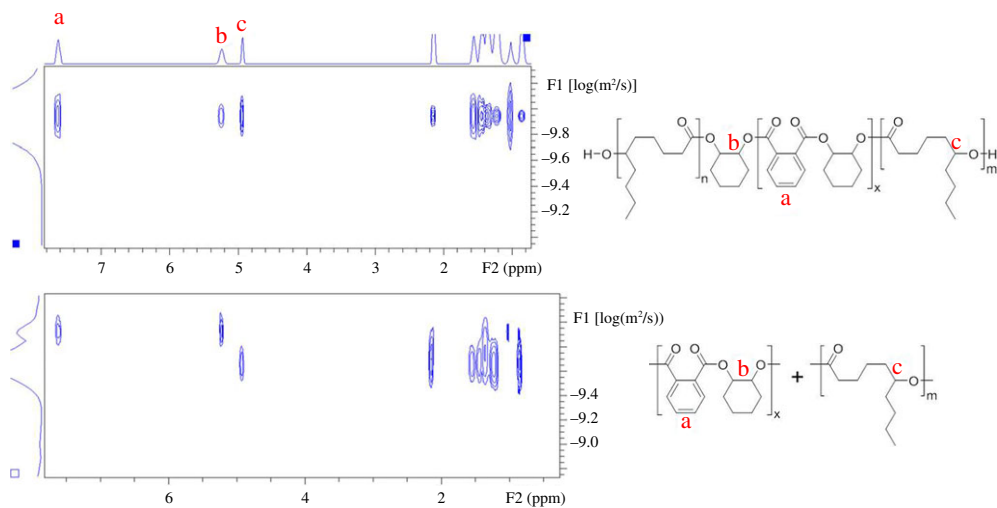 a
b
c
F1 [log(m²/s)]
−9.8
−9.6
−9.4
−9.2
7
6
5
4
3
2
F2 (ppm)
O
O
O
O
O
O
b
c
H–O
O–H
n
x
m
a
F1 [log(m²/s))
−9.4
−9.2
−9.0
6
4
2
F2 (ppm)
O
O
O
O
b
a
x
+
O
c
O
m